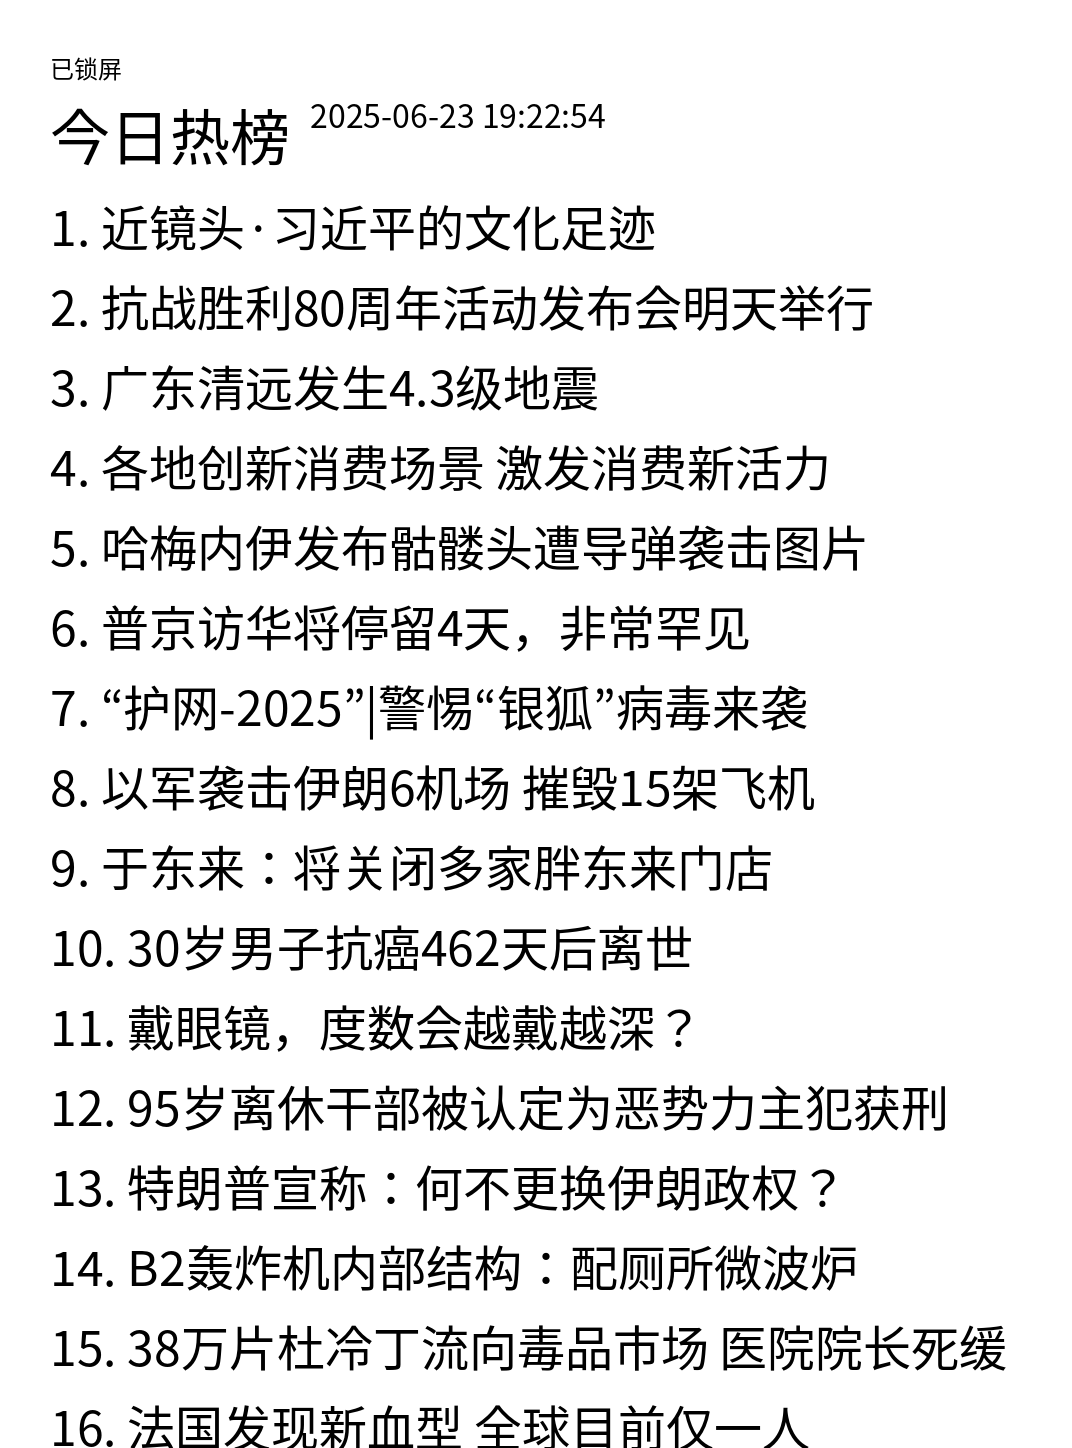 已锁屏
今日热榜 2025-06-23 19:22:54
1. 近镜头·习近平的文化足迹
2. 抗战胜利80周年活动发布会明天举行
3. 广东清远发生4.3级地震
4. 各地创新消费场景 激发消费新活力
5. 哈梅内伊发布骷髅头遭导弹袭击图片
6. 普京访华将停留4天，非常罕见
7. “护网-2025”|警惕“银狐”病毒来袭
8. 以军袭击伊朗6机场 摧毁15架飞机
9. 于东来：将关闭多家胖东来门店
10. 30岁男子抗癌462天后离世
11. 戴眼镜，度数会越戴越深？
12. 95岁离休干部被认定为恶势力主犯获刑
13. 特朗普宣称：何不更换伊朗政权？
14. B2轰炸机内部结构：配厕所微波炉
15. 38万片杜冷丁流向毒品市场 医院院长死缓
16. 法国发现新血型 全球目前仅一人